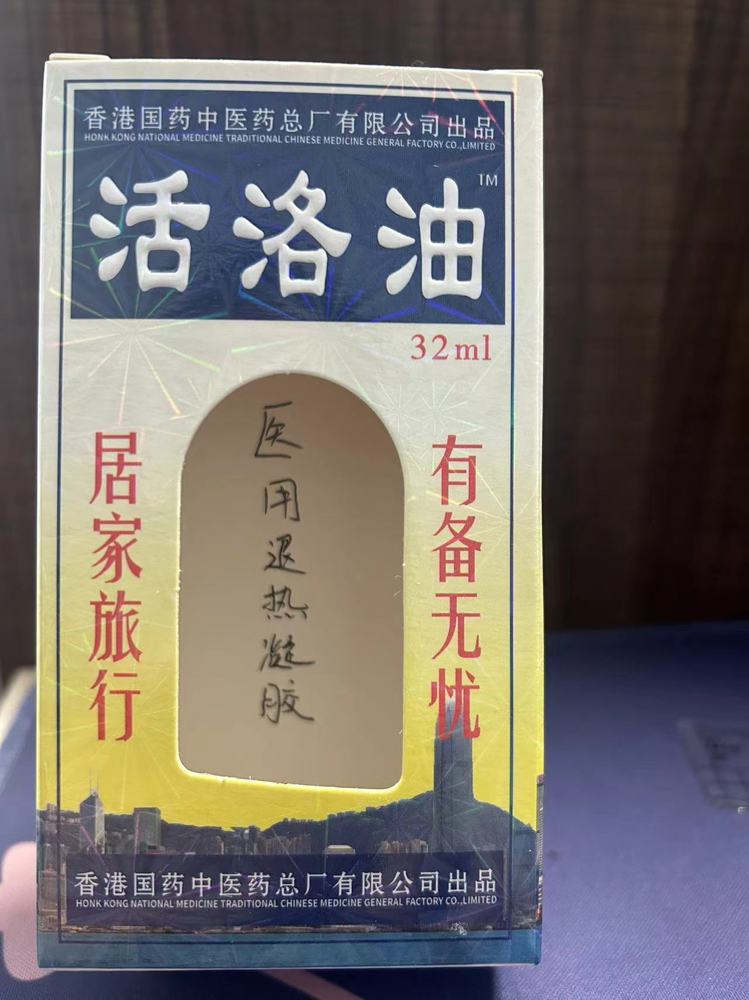 香港国药中医药总厂有限公司出品
HONK KONG NATIONAL MEDICINE TRADITIONAL CHINESE MEDICINE GENERAL FACTORY CO.,LIMITED
活洛油™
32ml
居家旅行
医用退热凝胶
有备无忧
香港国药中医药总厂有限公司出品
HONK KONG NATIONAL MEDICINE TRADITIONAL CHINESE MEDICINE GENERAL FACTORY CO.,LIMITED